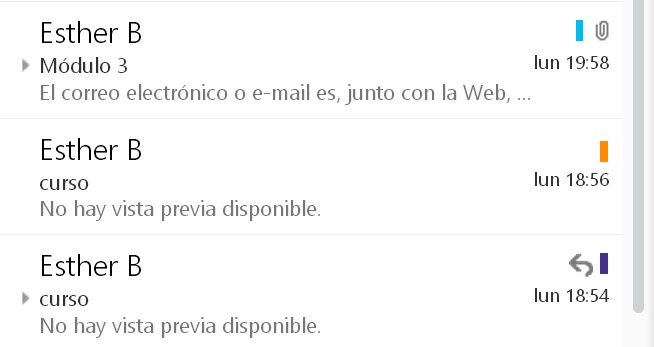 Esther B
Módulo 3
lun 19:58
El correo electrónico o e-mail es, junto con la Web, ...
Esther B
curso
lun 18:56
No hay vista previa disponible.
Esther B
curso
lun 18:54
No hay vista previa disponible.